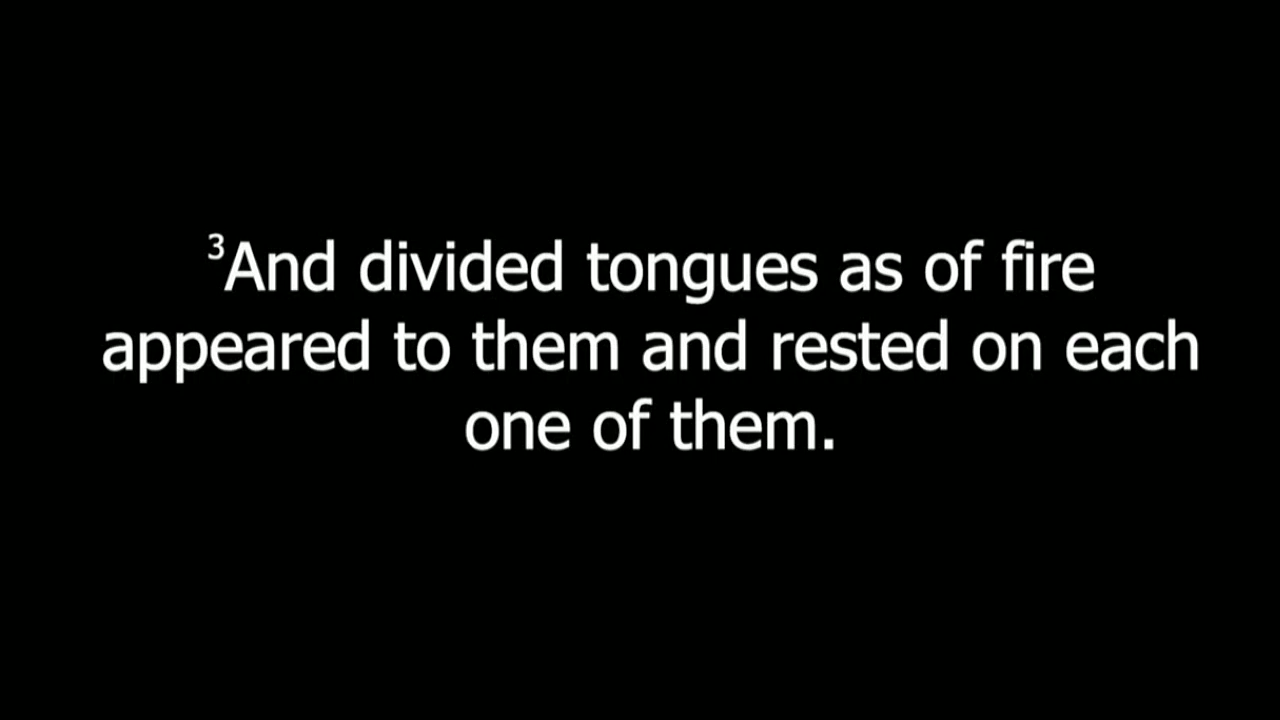 ³And divided tongues as of fire
appeared to them and rested on each
one of them.